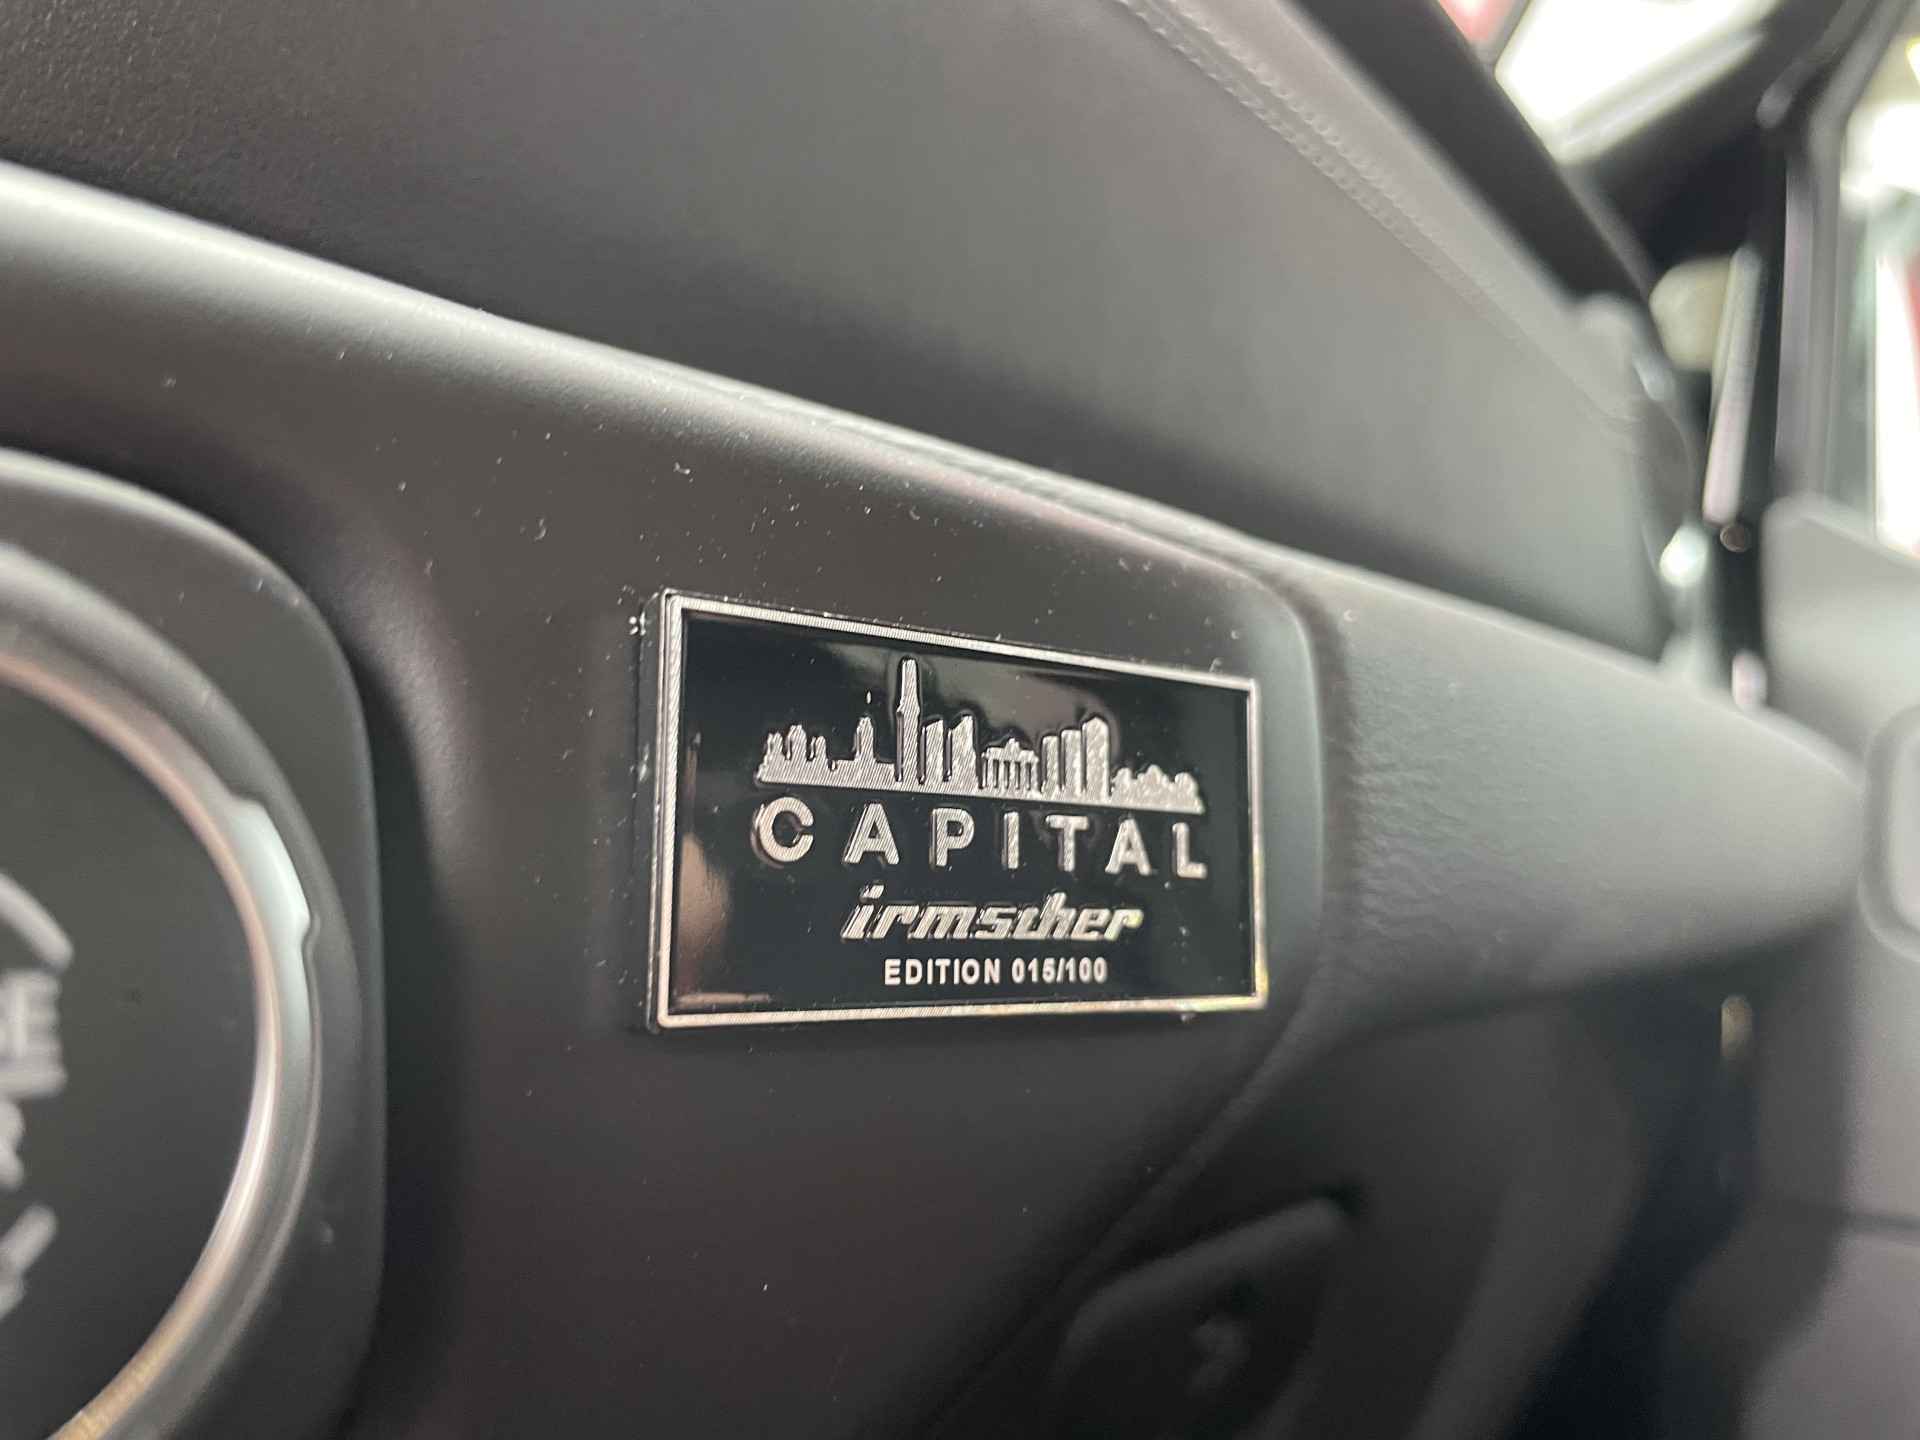 CAPITAL
irmscher
EDITION 015/100